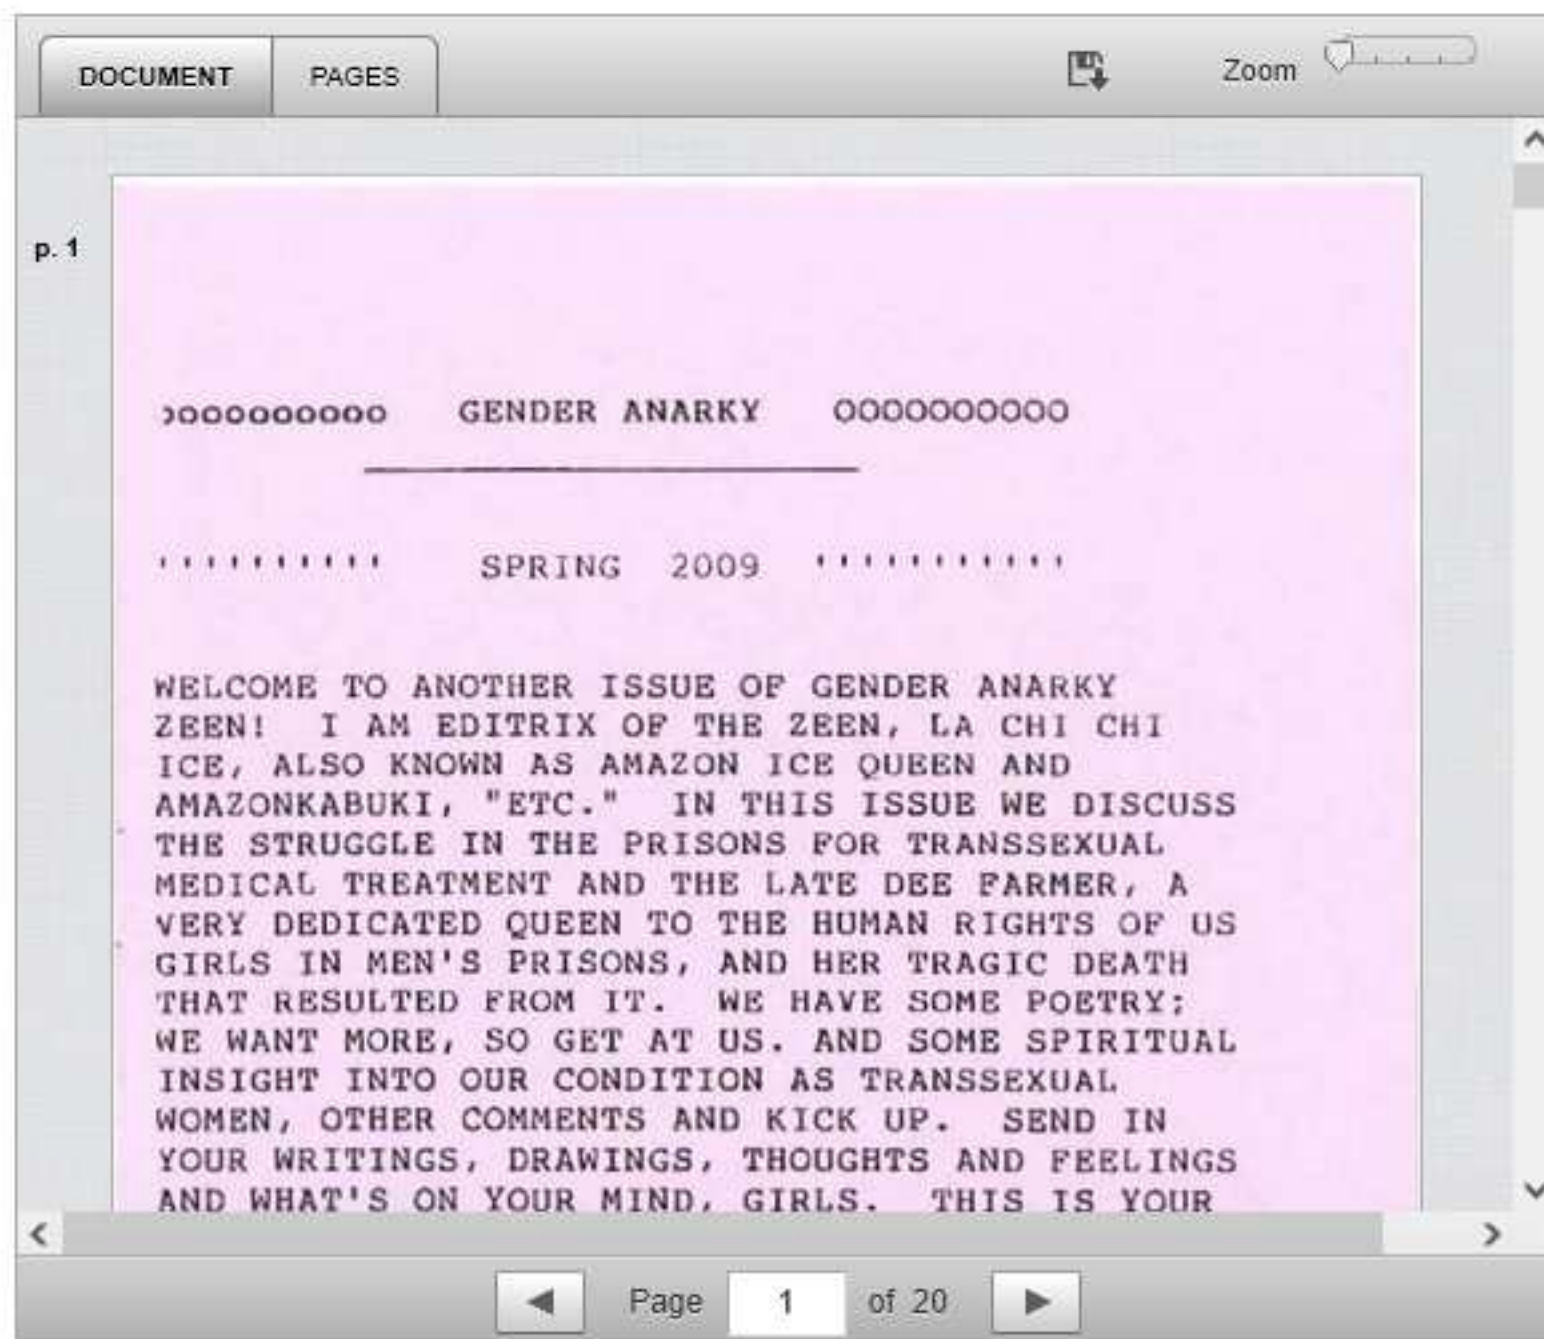 DOCUMENT PAGES Zoom
p. 1
oooooooooo GENDER ANARKY OOOOOOOOOO
'''''''''' SPRING 2009 '''''''''''
WELCOME TO ANOTHER ISSUE OF GENDER ANARKY
ZEEN! I AM EDITRIX OF THE ZEEN, LA CHI CHI
ICE, ALSO KNOWN AS AMAZON ICE QUEEN AND
AMAZONKABUKI, "ETC." IN THIS ISSUE WE DISCUSS
THE STRUGGLE IN THE PRISONS FOR TRANSSEXUAL
MEDICAL TREATMENT AND THE LATE DEE FARMER, A
VERY DEDICATED QUEEN TO THE HUMAN RIGHTS OF US
GIRLS IN MEN'S PRISONS, AND HER TRAGIC DEATH
THAT RESULTED FROM IT. WE HAVE SOME POETRY;
WE WANT MORE, SO GET AT US. AND SOME SPIRITUAL
INSIGHT INTO OUR CONDITION AS TRANSSEXUAL
WOMEN, OTHER COMMENTS AND KICK UP. SEND IN
YOUR WRITINGS, DRAWINGS, THOUGHTS AND FEELINGS
AND WHAT'S ON YOUR MIND, GIRLS. THIS IS YOUR
Page 1 of 20